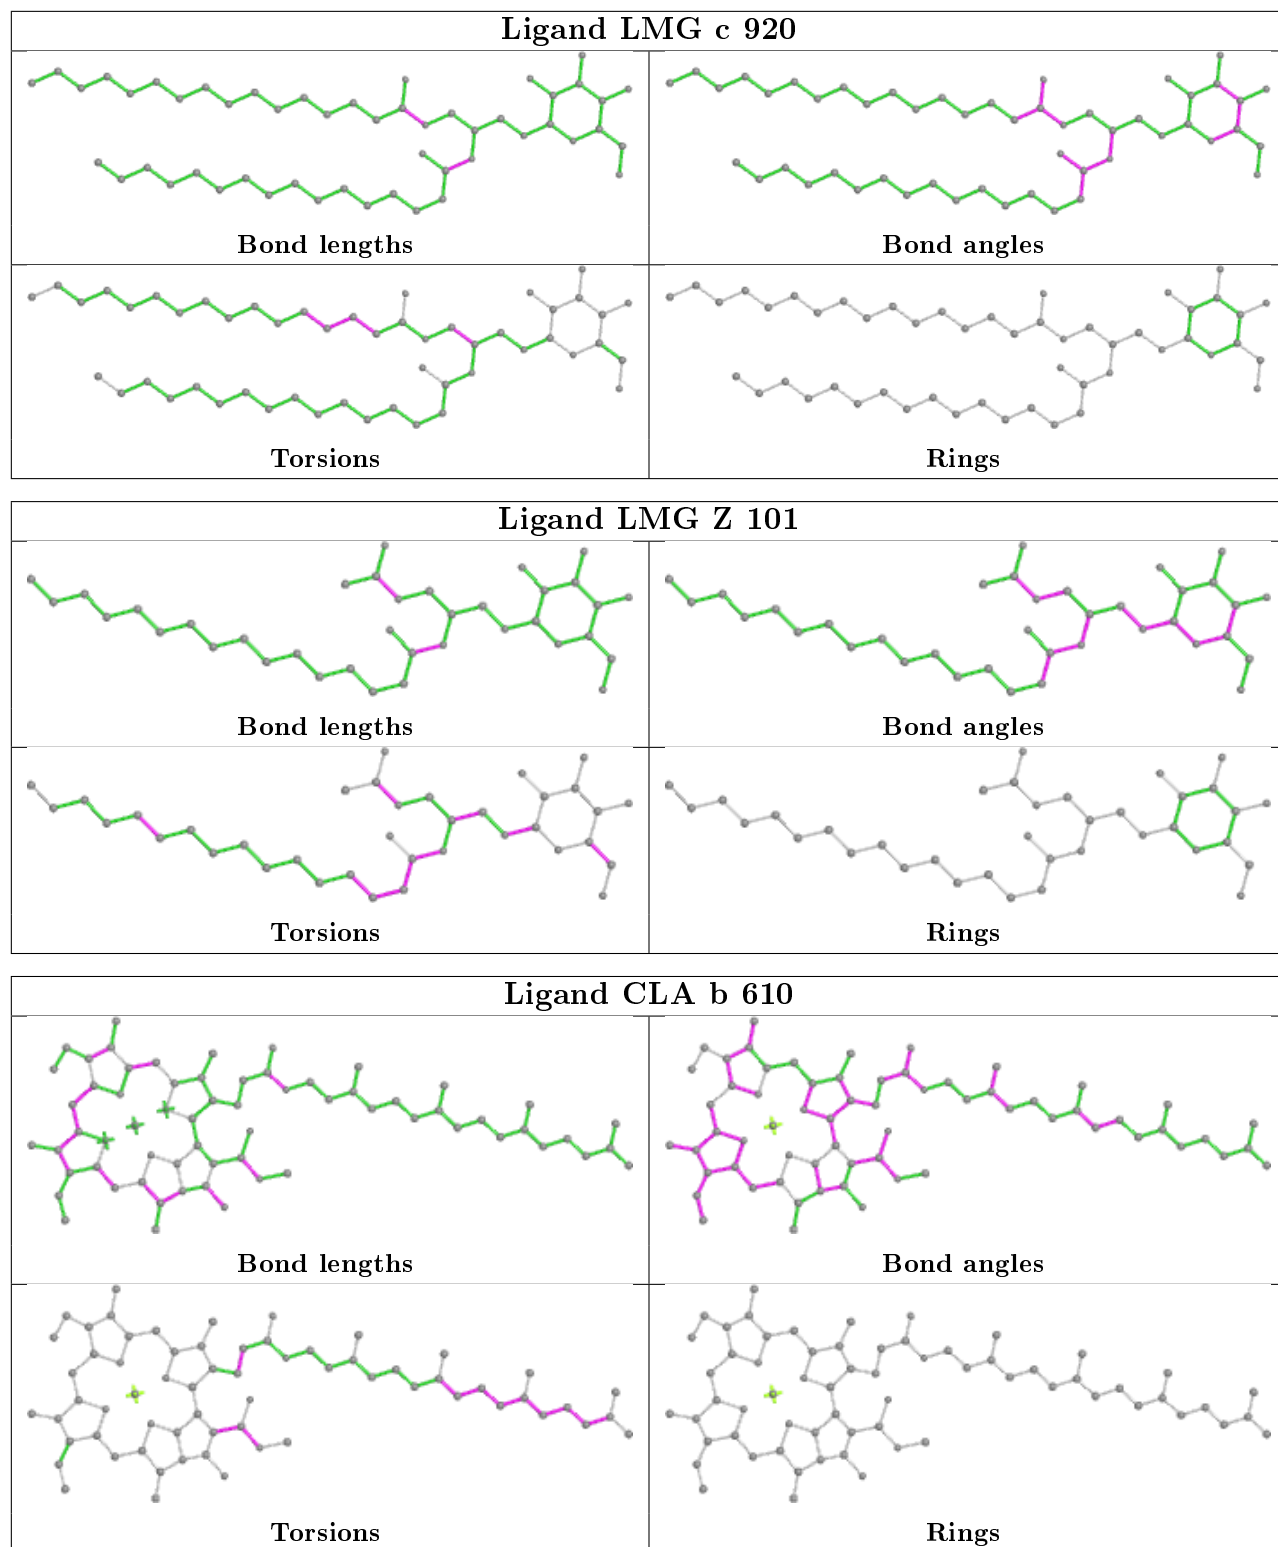 Ligand LMG c 920
Bond lengths
Bond angles
Torsions
Rings
Ligand LMG Z 101
Bond lengths
Bond angles
Torsions
Rings
Ligand CLA b 610
Bond lengths
Bond angles
Torsions
Rings